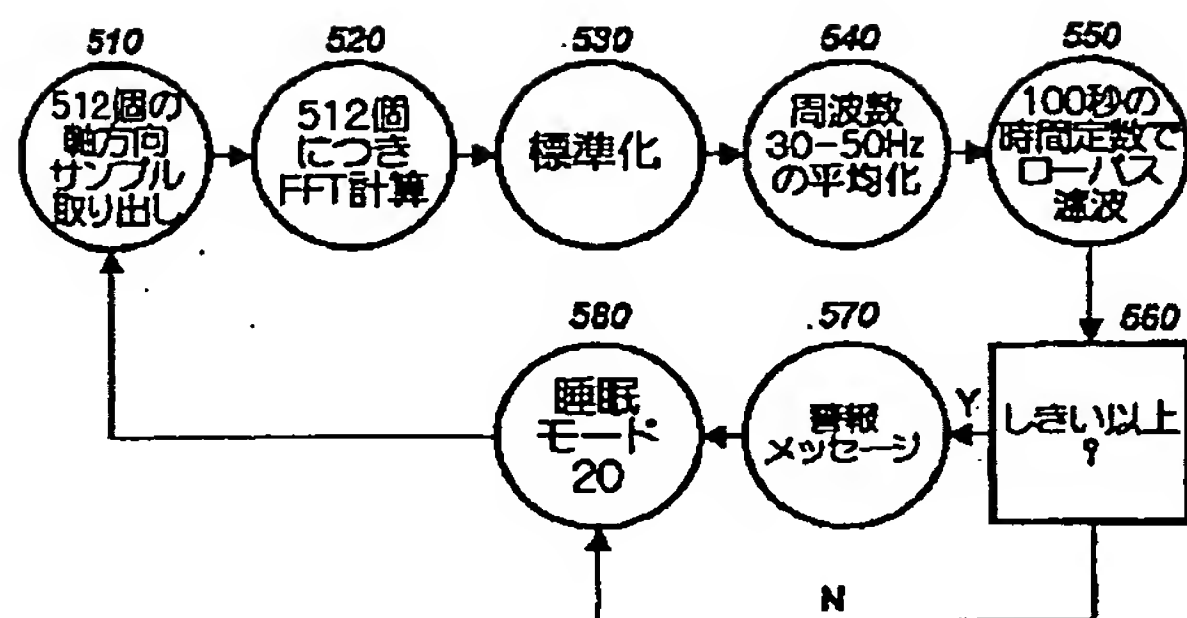 510
512個の
軸方向
サンプル
取り出し
520
512個
につき
FFT計算
530
標準化
540
周波数
30-50Hz
の平均化
550
100秒の
時間定数で
ローパス
濾波
560
しきい以上
?
Y
570
警報
メッセージ
580
睡眠
モード
20
N